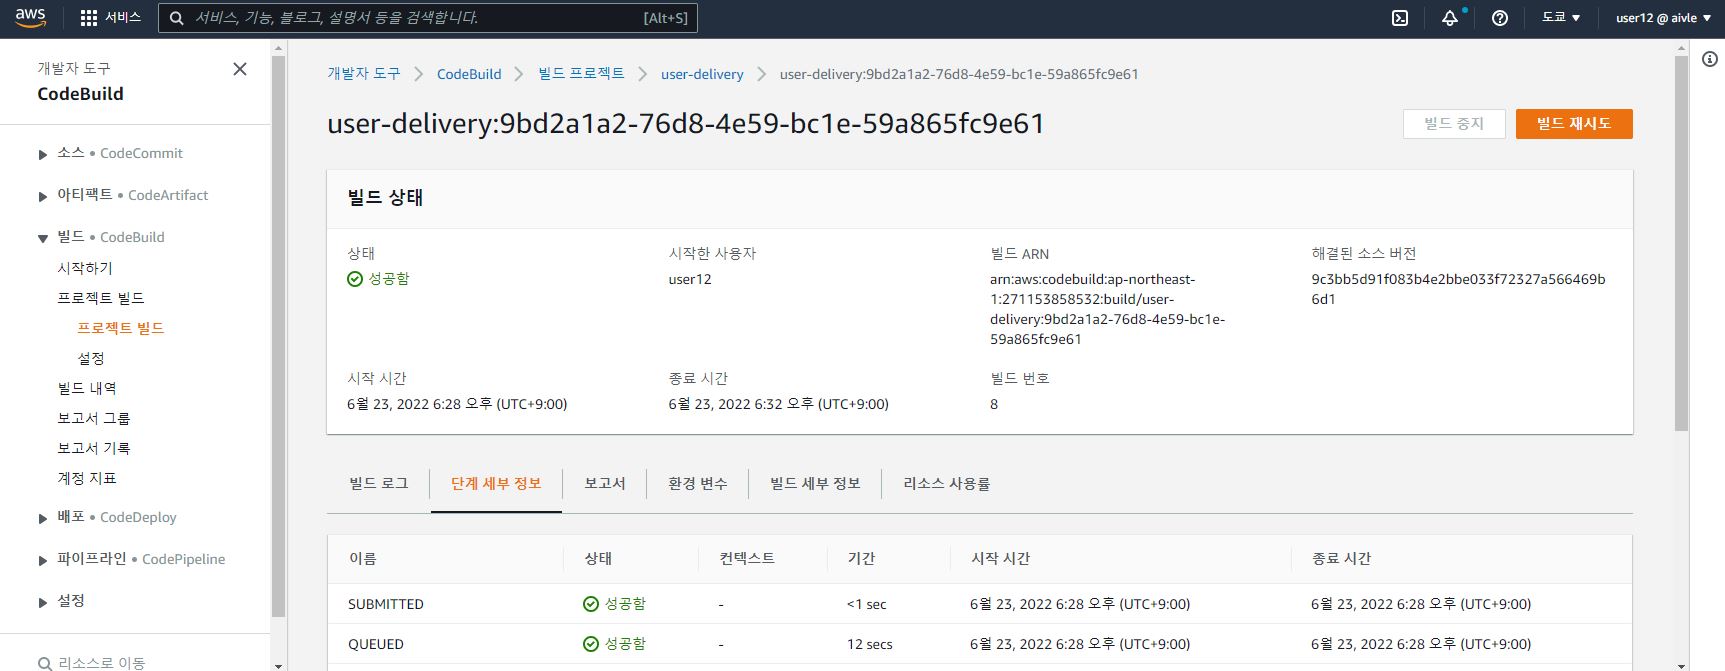 aws 서비스 서비스, 기능, 블로그, 설명서 등을 검색합니다. [Alt+S] 도쿄 ▼ user12 @ aivle ▼
개발자 도구
CodeBuild
소스 • CodeCommit
아티팩트 • CodeArtifact
빌드 • CodeBuild
시작하기
프로젝트 빌드
프로젝트 빌드
설정
빌드 내역
보고서 그룹
보고서 기록
계정 지표
배포 • CodeDeploy
파이프라인 • CodePipeline
설정
리소스로 이동
개발자 도구 > CodeBuild > 빌드 프로젝트 > user-delivery > user-delivery:9bd2a1a2-76d8-4e59-bc1e-59a865fc9e61
user-delivery:9bd2a1a2-76d8-4e59-bc1e-59a865fc9e61
빌드 중지 빌드 재시도
빌드 상태
상태
성공함
시작한 사용자
user12
빌드 ARN
arn:aws:codebuild:ap-northeast-
1:271153858532:build/user-
delivery:9bd2a1a2-76d8-4e59-bc1e-
59a865fc9e61
해결된 소스 버전
9c3bb5d91f083b4e2bbe033f72327a566469b
6d1
시작 시간
6월 23, 2022 6:28 오후 (UTC+9:00)
종료 시간
6월 23, 2022 6:32 오후 (UTC+9:00)
빌드 번호
8
빌드 로그 단계 세부 정보 보고서 환경 변수 빌드 세부 정보 리소스 사용률
이름 상태 컨텍스트 기간 시작 시간 종료 시간
SUBMITTED 성공함 - <1 sec 6월 23, 2022 6:28 오후 (UTC+9:00) 6월 23, 2022 6:28 오후 (UTC+9:00)
QUEUED 성공함 - 12 secs 6월 23, 2022 6:28 오후 (UTC+9:00) 6월 23, 2022 6:28 오후 (UTC+9:00)